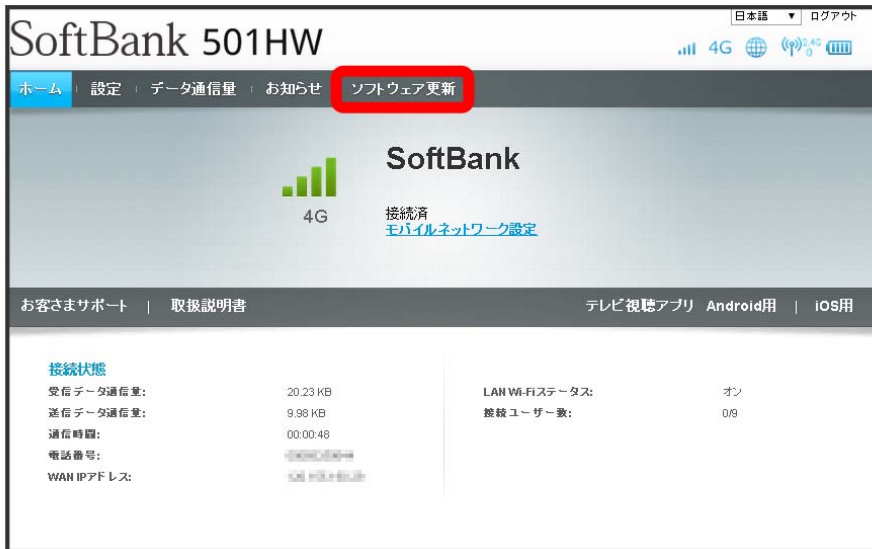 日本語 ▼ ログアウト
SoftBank 501HW
4G 2.4G 0
ホーム 設定 データ通信量 お知らせ ソフトウェア更新
SoftBank
4G
接続済
モバイルネットワーク設定
お客さまサポート | 取扱説明書 テレビ視聴アプリ Android用 | iOS用
接続状態
受信データ通信量: 20.23 KB LAN Wi-Fiステータス: オン
送信データ通信量: 9.98 KB 接続ユーザー数: 0/9
通信時間: 00:00:48
電話番号:
WAN IPアドレス: